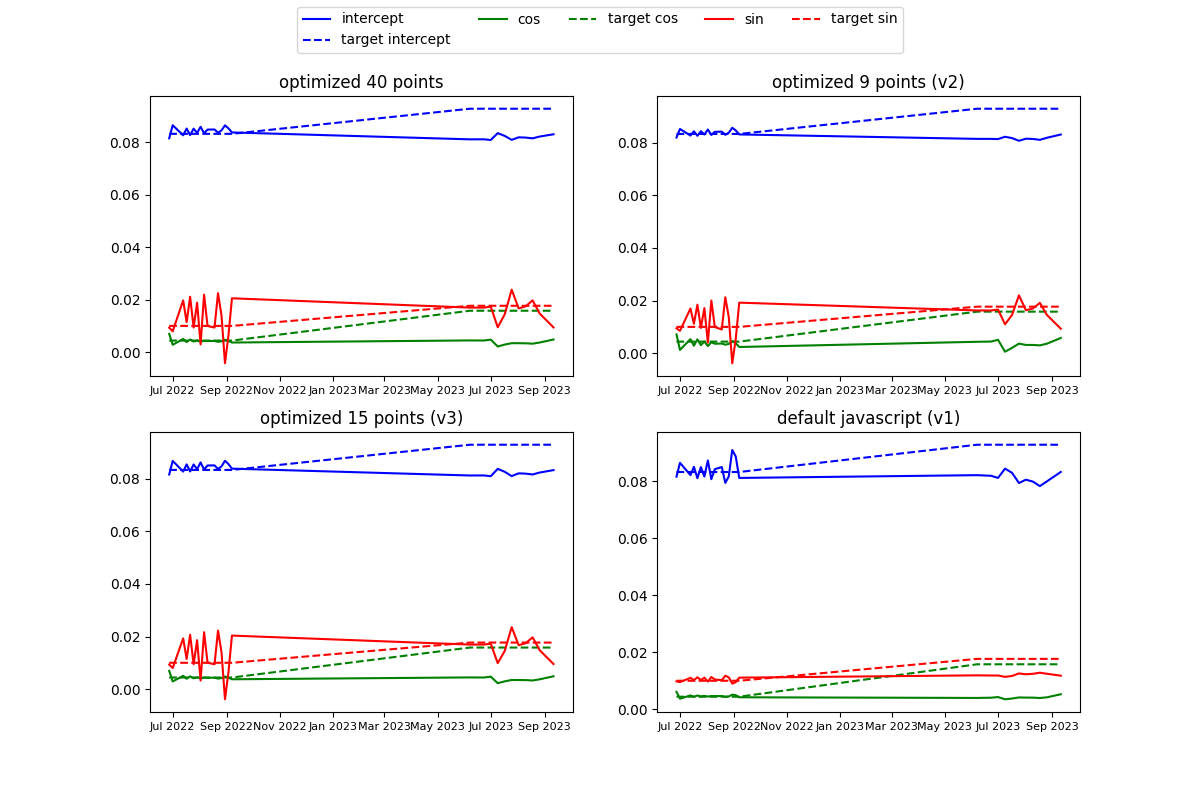 intercept cos target cos sin target sin
target intercept
optimized 40 points
0.08
0.06
0.04
0.02
0.00
Jul 2022 Sep 2022 Nov 2022 Jan 2023 Mar 2023 May 2023 Jul 2023 Sep 2023
optimized 9 points (v2)
0.08
0.06
0.04
0.02
0.00
Jul 2022 Sep 2022 Nov 2022 Jan 2023 Mar 2023 May 2023 Jul 2023 Sep 2023
optimized 15 points (v3)
0.08
0.06
0.04
0.02
0.00
Jul 2022 Sep 2022 Nov 2022 Jan 2023 Mar 2023 May 2023 Jul 2023 Sep 2023
default javascript (v1)
0.08
0.06
0.04
0.02
0.00
Jul 2022 Sep 2022 Nov 2022 Jan 2023 Mar 2023 May 2023 Jul 2023 Sep 2023